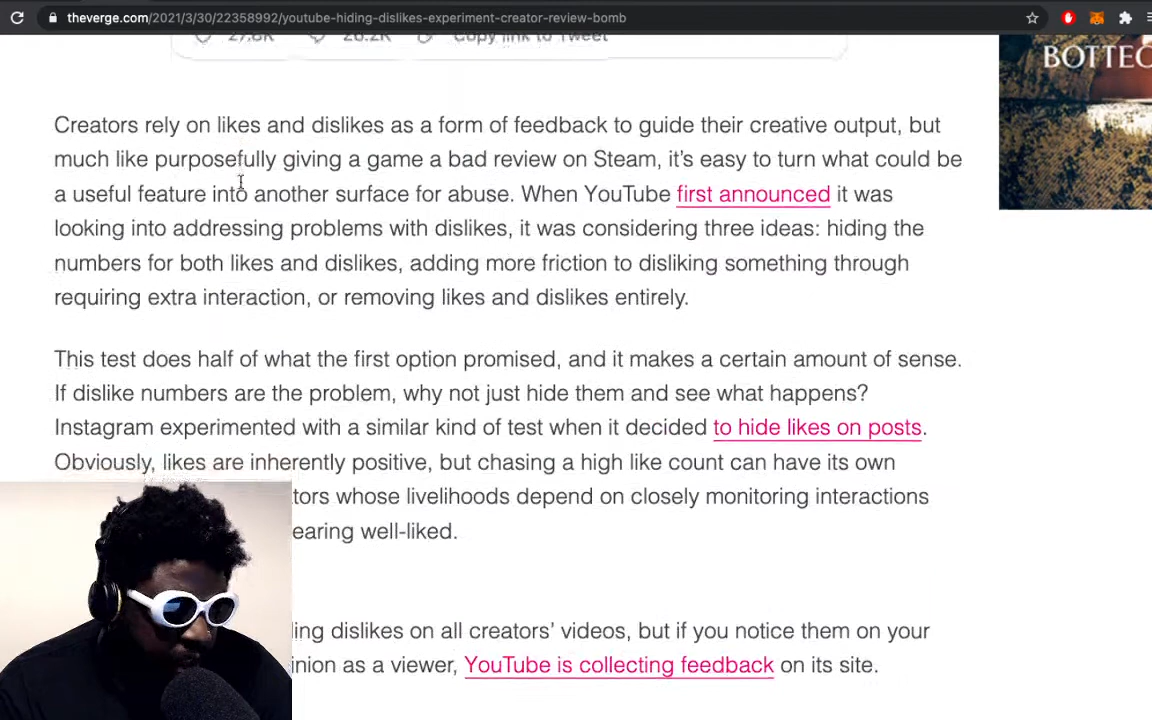 theverge.com/2021/3/30/22358992/youtube-hiding-dislikes-experiment-creator-review-bomb
Copy link to Tweet
BOTTEG
Creators rely on likes and dislikes as a form of feedback to guide their creative output, but
much like purposefully giving a game a bad review on Steam, it's easy to turn what could be
a useful feature into another surface for abuse. When YouTube first announced it was
looking into addressing problems with dislikes, it was considering three ideas: hiding the
numbers for both likes and dislikes, adding more friction to disliking something through
requiring extra interaction, or removing likes and dislikes entirely.
This test does half of what the first option promised, and it makes a certain amount of sense.
If dislike numbers are the problem, why not just hide them and see what happens?
Instagram experimented with a similar kind of test when it decided to hide likes on posts.
Obviously, likes are inherently positive, but chasing a high like count can have its own
tors whose livelihoods depend on closely monitoring interactions
earing well-liked.
ing dislikes on all creators' videos, but if you notice them on your
inion as a viewer, YouTube is collecting feedback on its site.